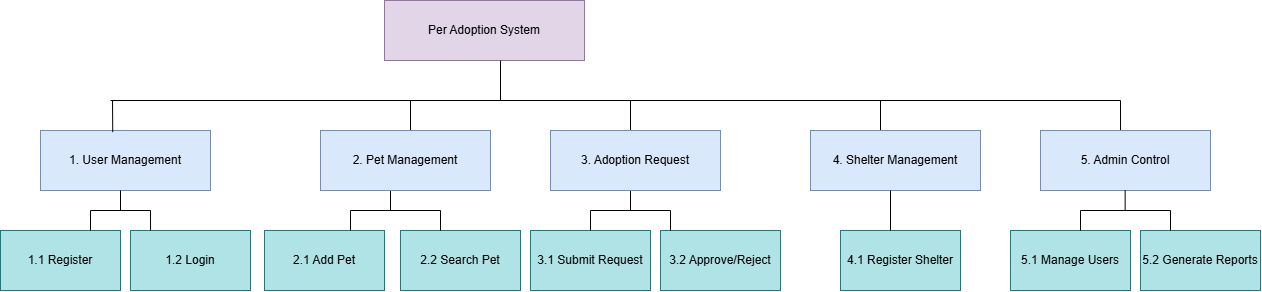 Per Adoption System
1. User Management
2. Pet Management
3. Adoption Request
4. Shelter Management
5. Admin Control
1.1 Register
1.2 Login
2.1 Add Pet
2.2 Search Pet
3.1 Submit Request
3.2 Approve/Reject
4.1 Register Shelter
5.1 Manage Users
5.2 Generate Reports